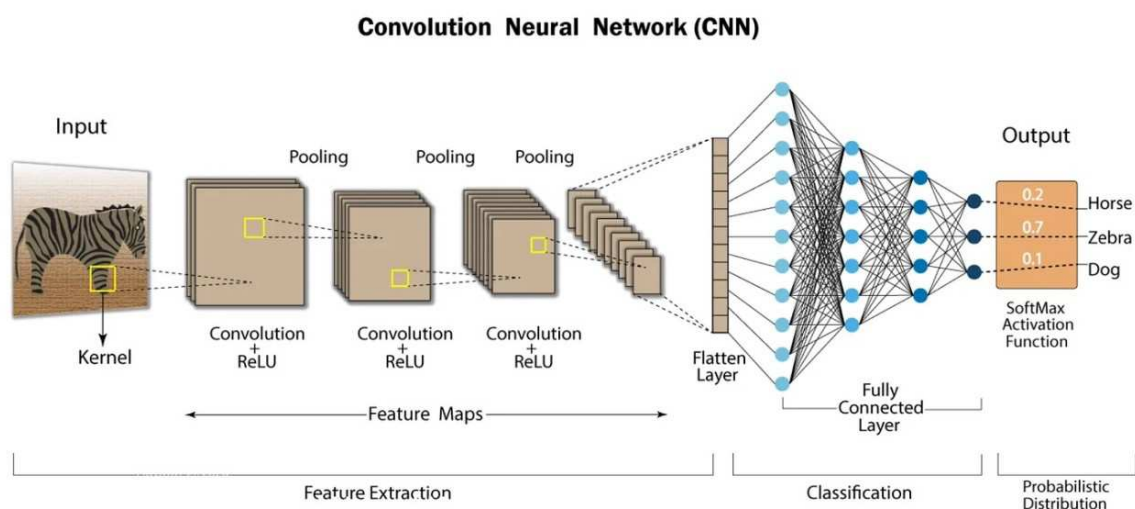 Convolution Neural Network (CNN)
Input
Output
Pooling
Pooling
Pooling
0.2
Horse
0.7
Zebra
0.1
Dog
Kernel
Convolution
+
ReLU
Convolution
+
ReLU
Convolution
+
ReLU
Flatten
Layer
SoftMax
Activation
Function
Feature Maps
Fully
Connected
Layer
Feature Extraction
Classification
Probabilistic
Distribution